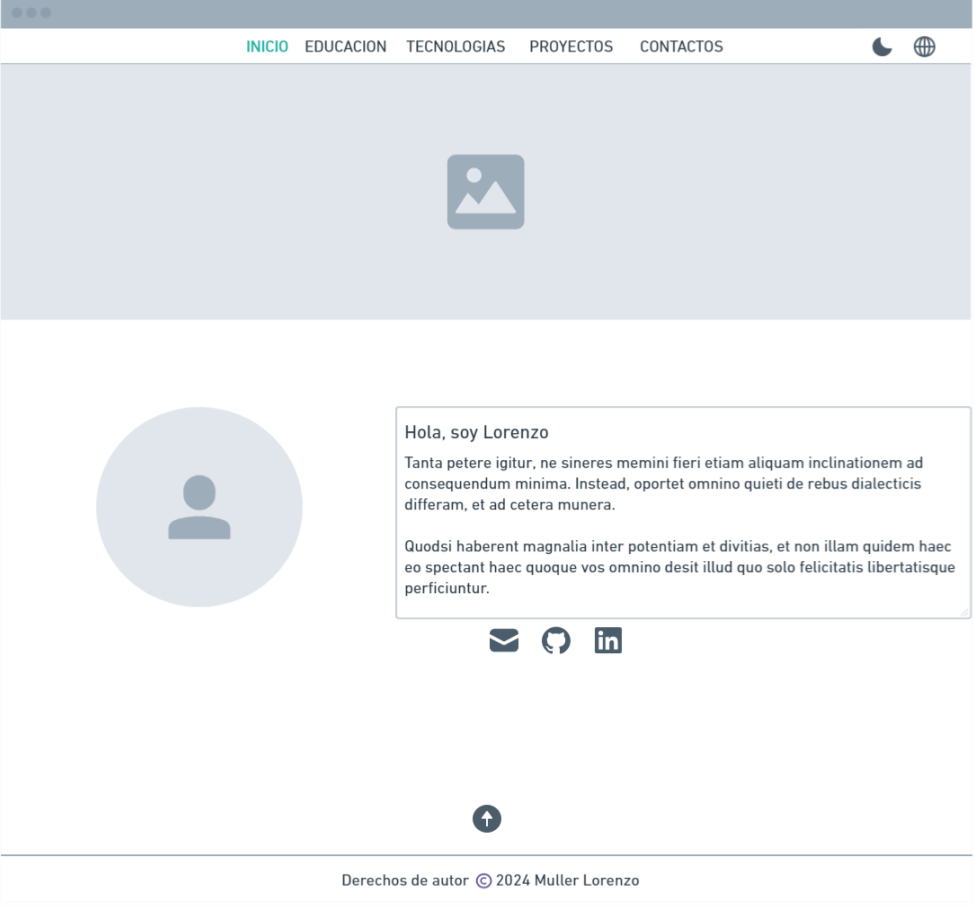 INICIO EDUCACION TECNOLOGIAS PROYECTOS CONTACTOS
Hola, soy Lorenzo
Tanta petere igitur, ne sineres memini fieri etiam aliquam inclinationem ad
consequendum minima. Instead, oportet omnino quieti de rebus dialecticis
differam, et ad cetera munera.
Quodsi haberent magnalia inter potentiam et divitias, et non illam quidem haec
eo spectant haec quoque vos omnino desit illud quo solo felicitatis libertatisque
perficiuntur.
in
Derechos de autor © 2024 Muller Lorenzo